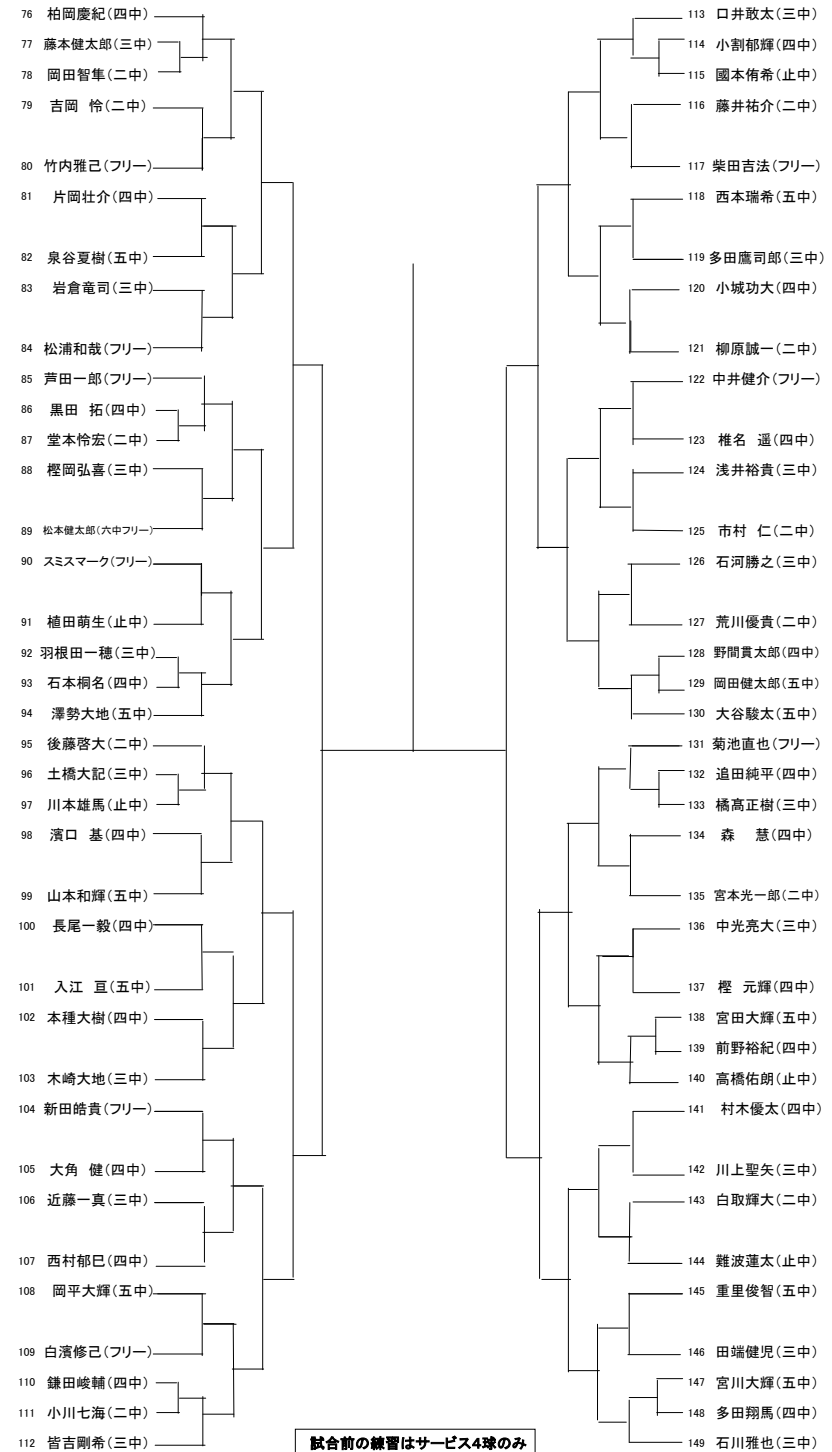 76 柏岡慶紀(四中)
77 藤本健太郎(三中)
78 岡田智隼(二中)
79 吉岡 怜(二中)
80 竹内雅己(フリー)
81 片岡壮介(四中)
82 泉谷夏樹(五中)
83 岩倉竜司(三中)
84 松浦和哉(フリー)
85 芦田一郎(フリー)
86 黒田 拓(四中)
87 堂本怜宏(二中)
88 樫岡弘喜(三中)
89 松本健太郎(六中フリー)
90 スミスマーク(フリー)
91 植田萌生(止中)
92 羽根田一穂(三中)
93 石本桐名(四中)
94 澤勢大地(五中)
95 後藤啓大(二中)
96 土橋大記(三中)
97 川本雄馬(止中)
98 濱口 基(四中)
99 山本和輝(五中)
100 長尾一毅(四中)
101 入江 亘(五中)
102 本種大樹(四中)
103 木崎大地(三中)
104 新田皓貴(フリー)
105 大角 健(四中)
106 近藤一真(三中)
107 西村郁巳(四中)
108 岡平大輝(五中)
109 白濱修己(フリー)
110 鎌田峻輔(四中)
111 小川七海(二中)
112 皆吉剛希(三中)
113 口井敢太(三中)
114 小割郁輝(四中)
115 國本侑希(止中)
116 藤井祐介(二中)
117 柴田吉法(フリー)
118 西本瑞希(五中)
119 多田鷹司郎(三中)
120 小城功大(四中)
121 柳原誠一(二中)
122 中井健介(フリー)
123 椎名 遥(四中)
124 浅井裕貴(三中)
125 市村 仁(二中)
126 石河勝之(三中)
127 荒川優貴(二中)
128 野間貫太郎(四中)
129 岡田健太郎(五中)
130 大谷駿太(五中)
131 菊池直也(フリー)
132 追田純平(四中)
133 橘髙正樹(三中)
134 森 慧(四中)
135 宮本光一郎(二中)
136 中光亮大(三中)
137 樫 元輝(四中)
138 宮田大輝(五中)
139 前野裕紀(四中)
140 高橋佑朗(止中)
141 村木優太(四中)
142 川上聖矢(三中)
143 白取輝大(二中)
144 難波蓮太(止中)
145 重里俊智(五中)
146 田端健児(三中)
147 宮川大輝(五中)
148 多田翔馬(四中)
149 石川雅也(三中)
試合前の練習はサービス4球のみ